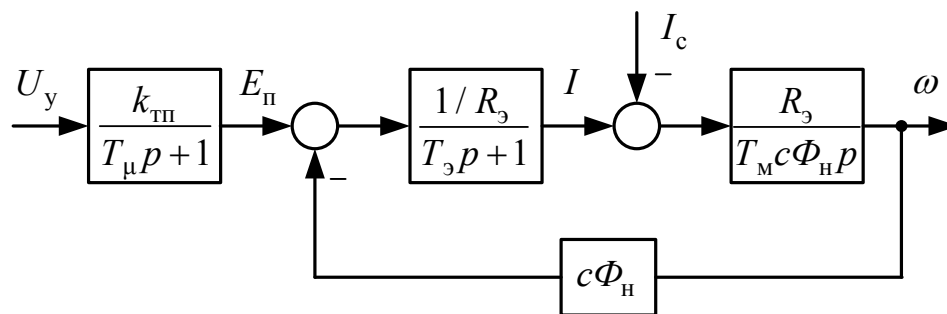 U_у
k_тп
T_μ p + 1
E_п
–
1 / R_э
T_э p + 1
I
I_с
–
R_э
T_м cΦ_н p
ω
cΦ_н